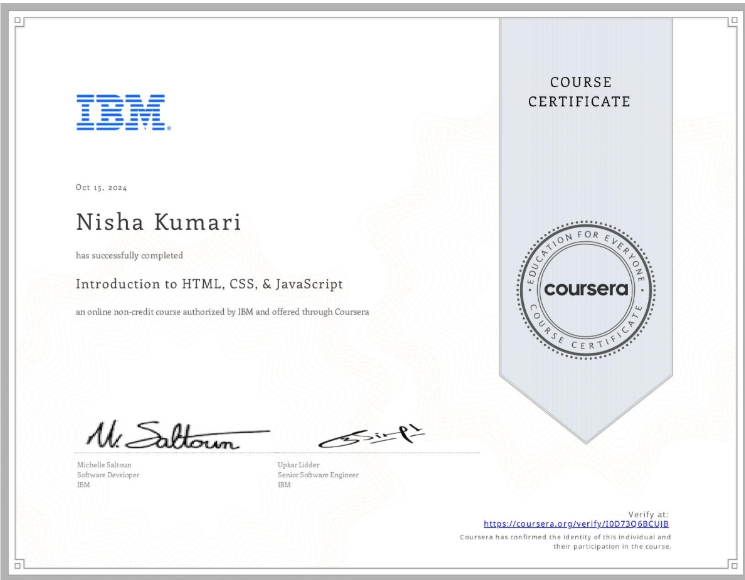 IBM
COURSE
CERTIFICATE
Oct 15, 2024
Nisha Kumari
has successfully completed
Introduction to HTML, CSS, & JavaScript
an online non-credit course authorized by IBM and offered through Coursera
EDUCATION FOR EVERYONE
coursera
COURSE CERTIFICATE
M. Saltoun
Michelle Saltoun
Software Developer
IBM
Upkar Lidder
Senior Software Engineer
IBM
Verify at:
https://coursera.org/verify/I0D73Q6BCUJB
Coursera has confirmed the identity of this individual and
their participation in the course.